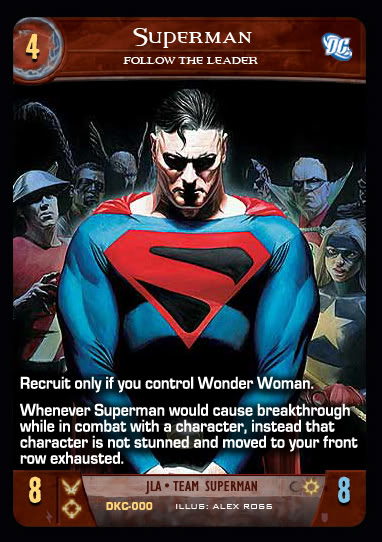 4
SUPERMAN
FOLLOW THE LEADER
DC
Recruit only if you control Wonder Woman.
Whenever Superman would cause breakthrough
while in combat with a character, instead that
character is not stunned and moved to your front
row exhausted.
8
JLA • TEAM SUPERMAN
8
DKC-000 ILLUS: ALEX ROSS